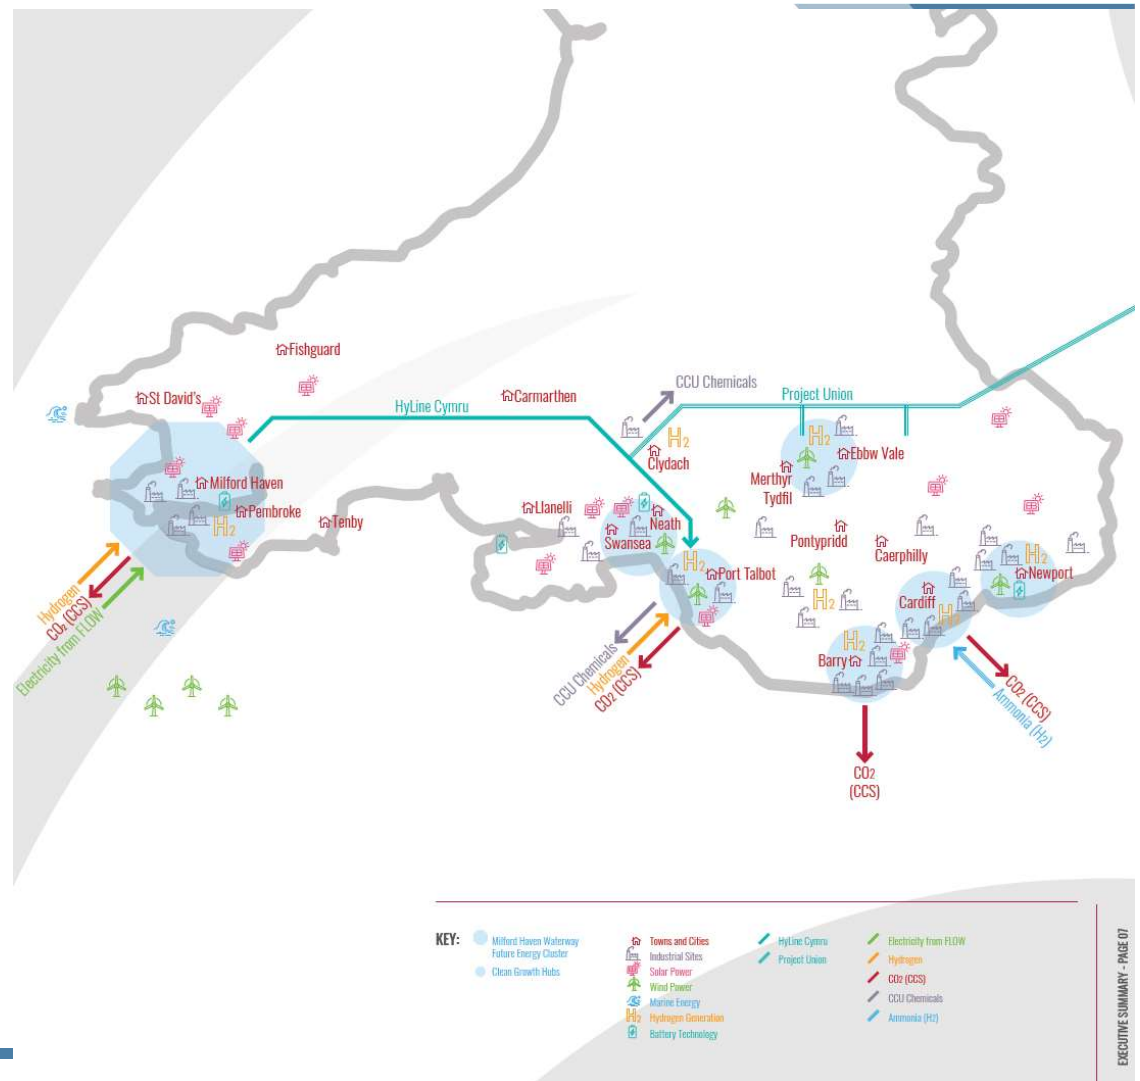 Fishguard
St David's
HyLine Cymru
Carmarthen
CCU Chemicals
Project Union
H2
Clydach
H2
Ebbw Vale
Merthyr
Tydfil
Milford Haven
Pembroke
H2
Tenby
Llanelli
Neath
Swansea
Pontypridd
Caerphilly
H2
Port Talbot
H2
Newport
H2
Cardiff
H2
H2
Barry
Hydrogen
CO2 (CCS)
Electricity from FLOW
CCU Chemicals
Hydrogen
CO2 (CCS)
CO2
(CCS)
CO2 (CCS)
Ammonia (H2)
KEY:
Milford Haven Waterway
Future Energy Cluster
Clean Growth Hubs
Towns and Cities
Industrial Sites
Solar Power
Wind Power
Marine Energy
H2 Hydrogen Generation
Battery Technology
HyLine Cymru
Project Union
Electricity from FLOW
Hydrogen
CO2 (CCS)
CCU Chemicals
Ammonia (H2)
EXECUTIVE SUMMARY - PAGE 07